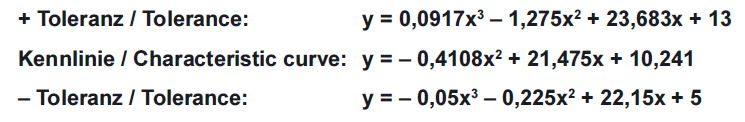 + Toleranz / Tolerance: y = 0,0917x³ – 1,275x² + 23,683x + 13
Kennlinie / Characteristic curve: y = – 0,4108x² + 21,475x + 10,241
– Toleranz / Tolerance: y = – 0,05x³ – 0,225x² + 22,15x + 5